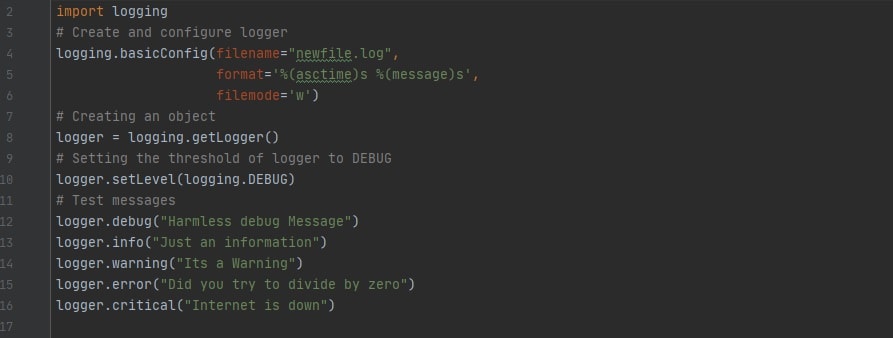 2 import logging
3 # Create and configure logger
4 logging.basicConfig(filename="newfile.log",
5                     format='%(asctime)s %(message)s',
6                     filemode='w')
7 # Creating an object
8 logger = logging.getLogger()
9 # Setting the threshold of logger to DEBUG
10 logger.setLevel(logging.DEBUG)
11 # Test messages
12 logger.debug("Harmless debug Message")
13 logger.info("Just an information")
14 logger.warning("Its a Warning")
15 logger.error("Did you try to divide by zero")
16 logger.critical("Internet is down")
17